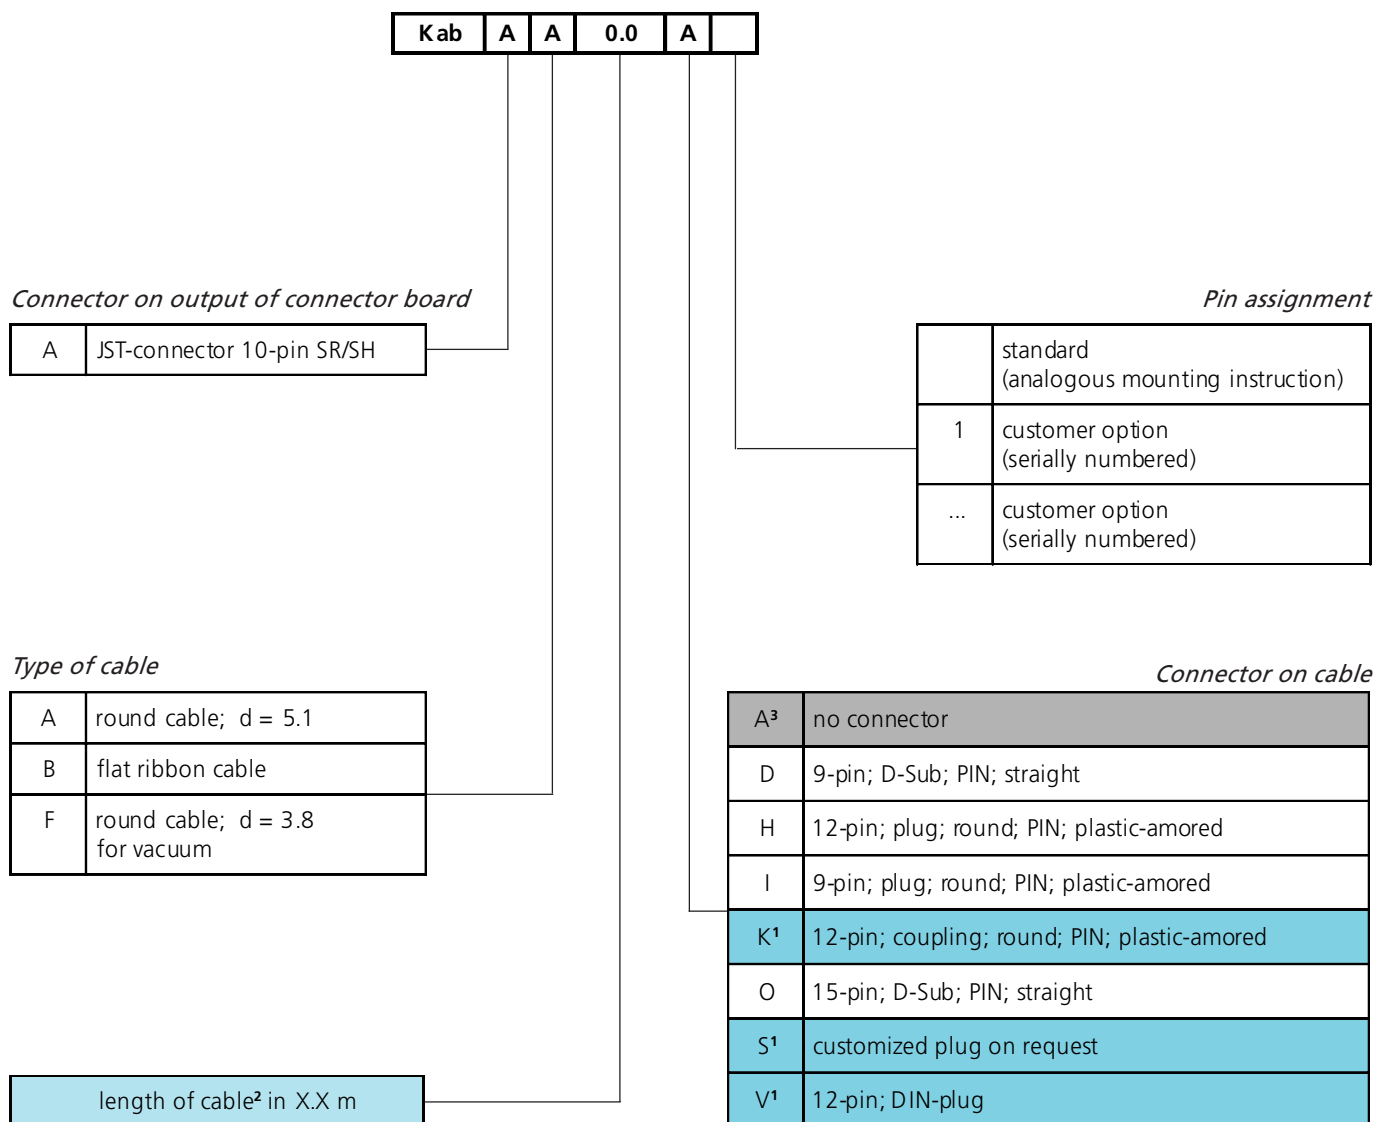 Kab A A 0.0 A
Connector on output of connector board
A JST-connector 10-pin SR/SH
Pin assignment
standard
(analogous mounting instruction)
1 customer option
(serially numbered)
... customer option
(serially numbered)
Type of cable
A round cable; d = 5.1
B flat ribbon cable
F round cable; d = 3.8
for vacuum
length of cable² in X.X m
Connector on cable
A³ no connector
D 9-pin; D-Sub; PIN; straight
H 12-pin; plug; round; PIN; plastic-amored
I 9-pin; plug; round; PIN; plastic-amored
K¹ 12-pin; coupling; round; PIN; plastic-amored
O 15-pin; D-Sub; PIN; straight
S¹ customized plug on request
V¹ 12-pin; DIN-plug